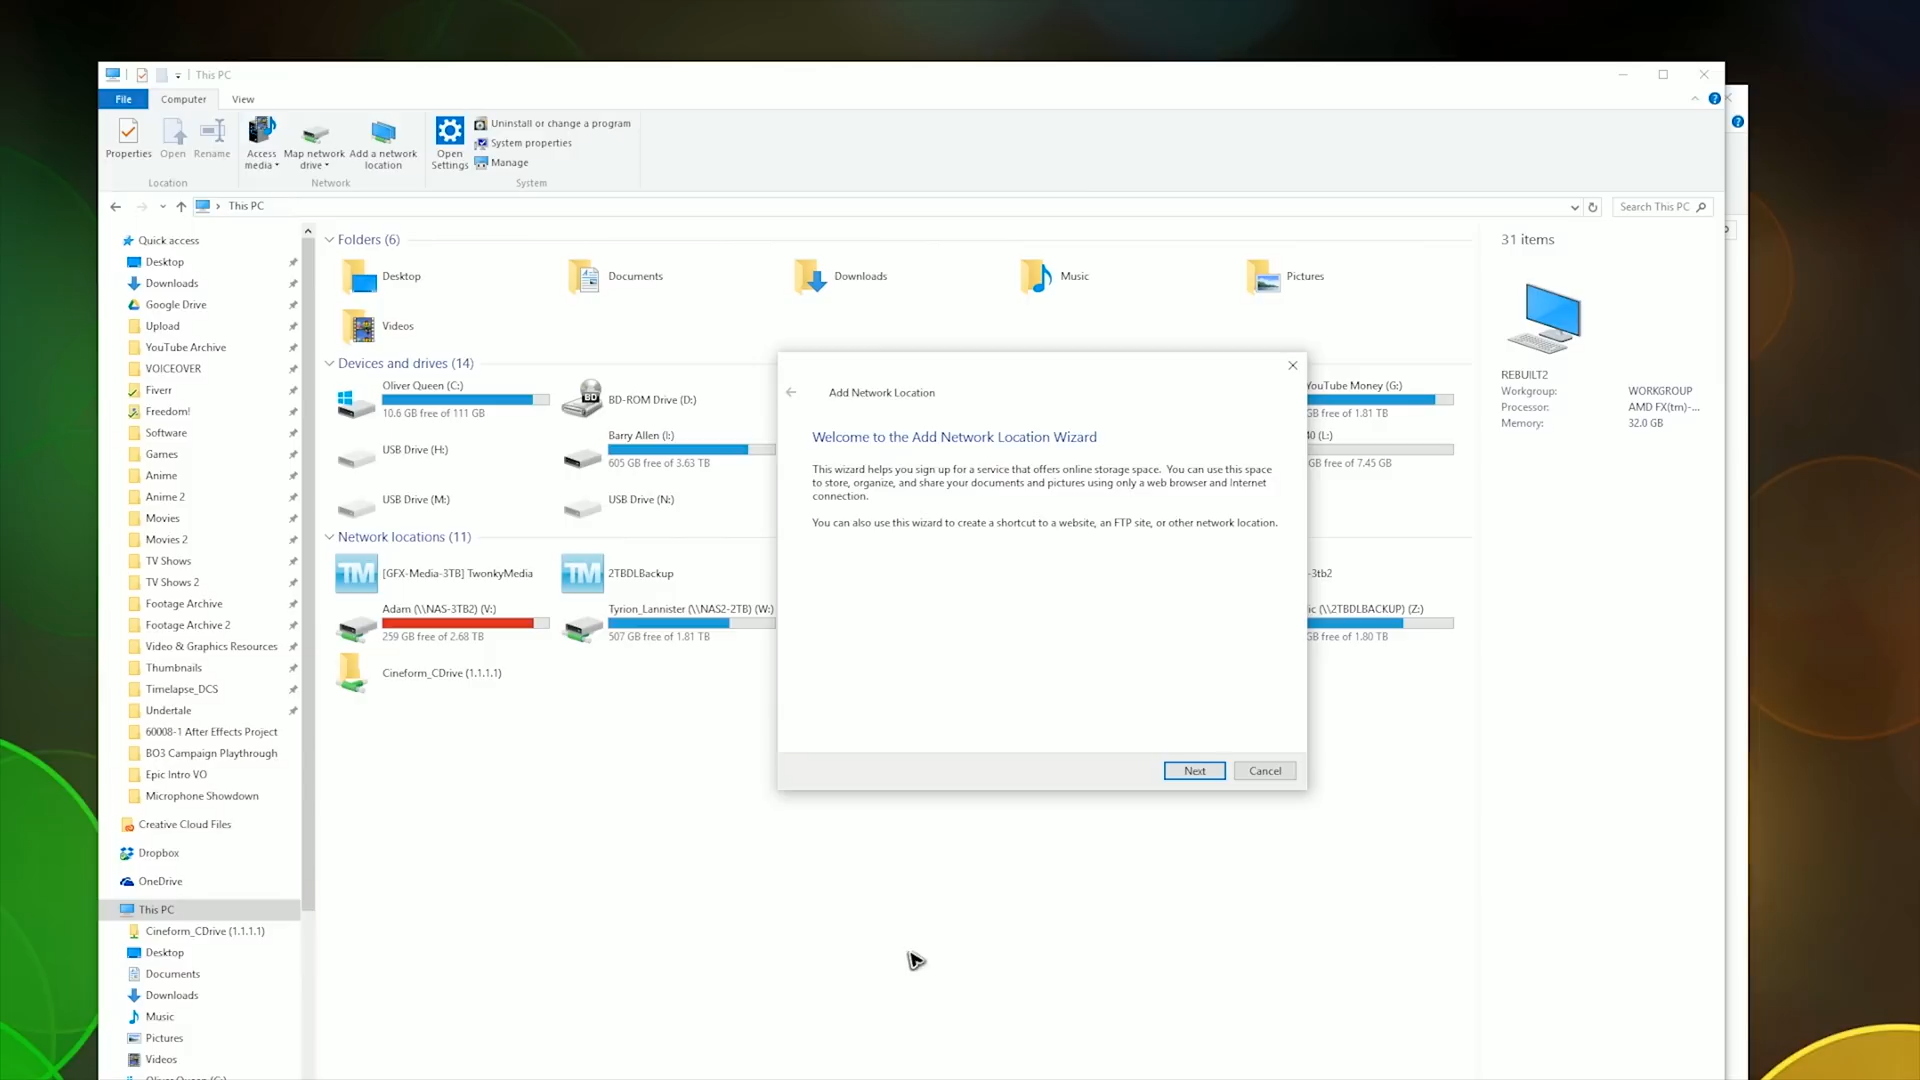 This PC
File
Computer
View
Properties
Open
Rename
Access media
Map network drive
Add a network location
Open Settings
Uninstall or change a program
System properties
Manage
Location
Network
System
This PC
Search This PC
Quick access
Desktop
Downloads
Google Drive
Upload
YouTube Archive
VOICEOVER
Fiverr
Freedom!
Software
Games
Anime
Anime 2
Movies
Movies 2
TV Shows
TV Shows 2
Footage Archive
Footage Archive 2
Video & Graphics Resources
Thumbnails
Timelapse_DCS
Undertale
60008-1 After Effects Project
BO3 Campaign Playthrough
Epic Intro VO
Microphone Showdown
Creative Cloud Files
Dropbox
OneDrive
This PC
Cineform_CDrive (1.1.1.1)
Desktop
Documents
Downloads
Music
Pictures
Videos
Folders (6)
Desktop
Documents
Downloads
Music
Pictures
Videos
Devices and drives (14)
Oliver Queen (C:)
10.6 GB free of 111 GB
BD-ROM Drive (D:)
BD
YouTube Money (G:)
GB free of 1.81 TB
USB Drive (H:)
Barry Allen (I:)
605 GB free of 3.63 TB
(L:)
GB free of 7.45 GB
USB Drive (M:)
USB Drive (N:)
Network locations (11)
TM
[GFX-Media-3TB] TwonkyMedia
TM
2TBDLBackup
-3tb2
Adam (\\NAS-3TB2) (V:)
259 GB free of 2.68 TB
Tyrion_Lannister (\\NAS2-2TB) (W:)
507 GB free of 1.81 TB
ic (\\2TBDLBACKUP) (Z:)
GB free of 1.80 TB
Cineform_CDrive (1.1.1.1)
Add Network Location
Welcome to the Add Network Location Wizard
This wizard helps you sign up for a service that offers online storage space. You can use this space
to store, organize, and share your documents and pictures using only a web browser and Internet
connection.
You can also use this wizard to create a shortcut to a website, an FTP site, or other network location.
Next
Cancel
31 items
REBUILT2
Workgroup: WORKGROUP
Processor: AMD FX(tm)-...
Memory: 32.0 GB